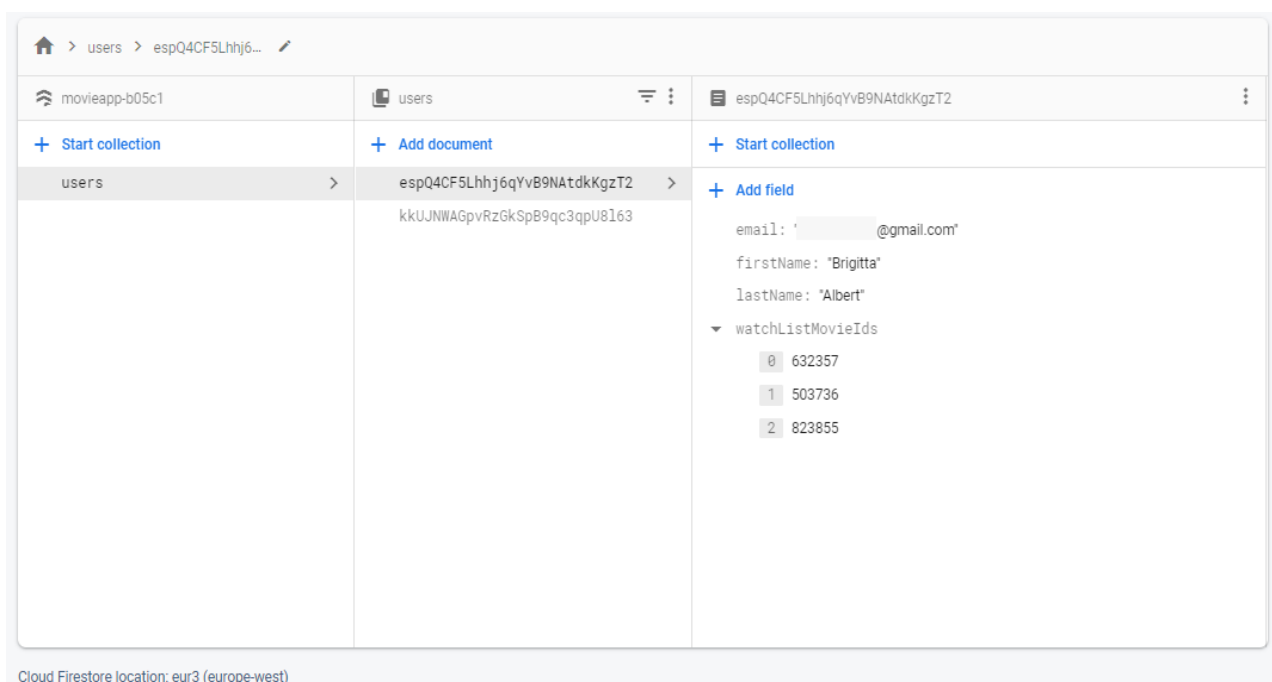 users > espQ4CF5Lhhj6…
movieapp-b05c1
users
espQ4CF5Lhhj6qYvB9NAtdkKgzT2
+ Start collection
+ Add document
+ Start collection
users
espQ4CF5Lhhj6qYvB9NAtdkKgzT2
kkUJNWAGpvRzGkSpB9qc3qpU8l63
+ Add field
email: " @gmail.com"
firstName: "Brigitta"
lastName: "Albert"
watchListMovieIds
0 632357
1 503736
2 823855
Cloud Firestore location: eur3 (europe-west)